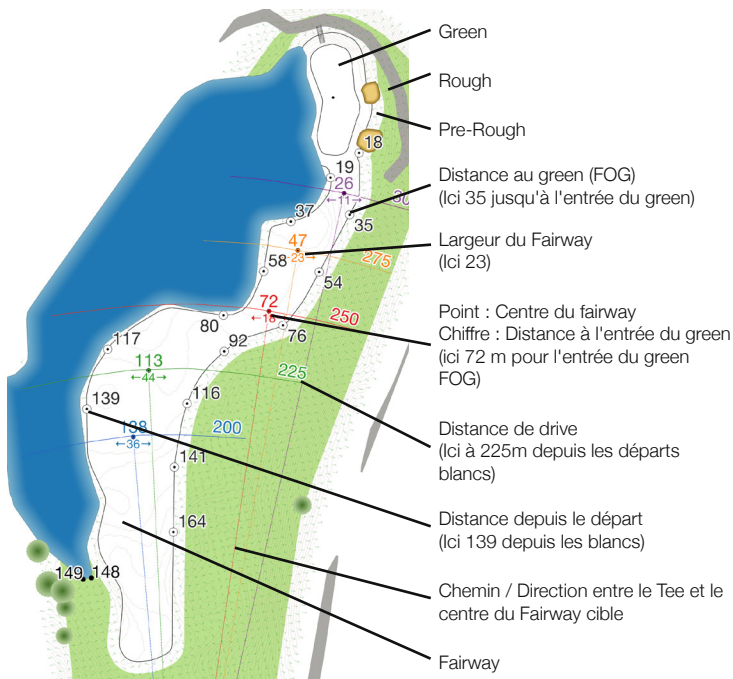 Green
Rough
Pre-Rough
18
19
26
←11→
30
Distance au green (FOG)
(Ici 35 jusqu'à l'entrée du green)
37
35
47
←23→
275
Largeur du Fairway
(Ici 23)
58
54
72
←18
250
80
76
Point : Centre du fairway
Chiffre : Distance à l'entrée du green
(ici 72 m pour l'entrée du green
FOG)
117
92
113
←44→
225
139
116
138
←36→
200
Distance de drive
(Ici à 225m depuis les départs
blancs)
141
164
Distance depuis le départ
(Ici 139 depuis les blancs)
149
148
Chemin / Direction entre le Tee et le
centre du Fairway cible
Fairway